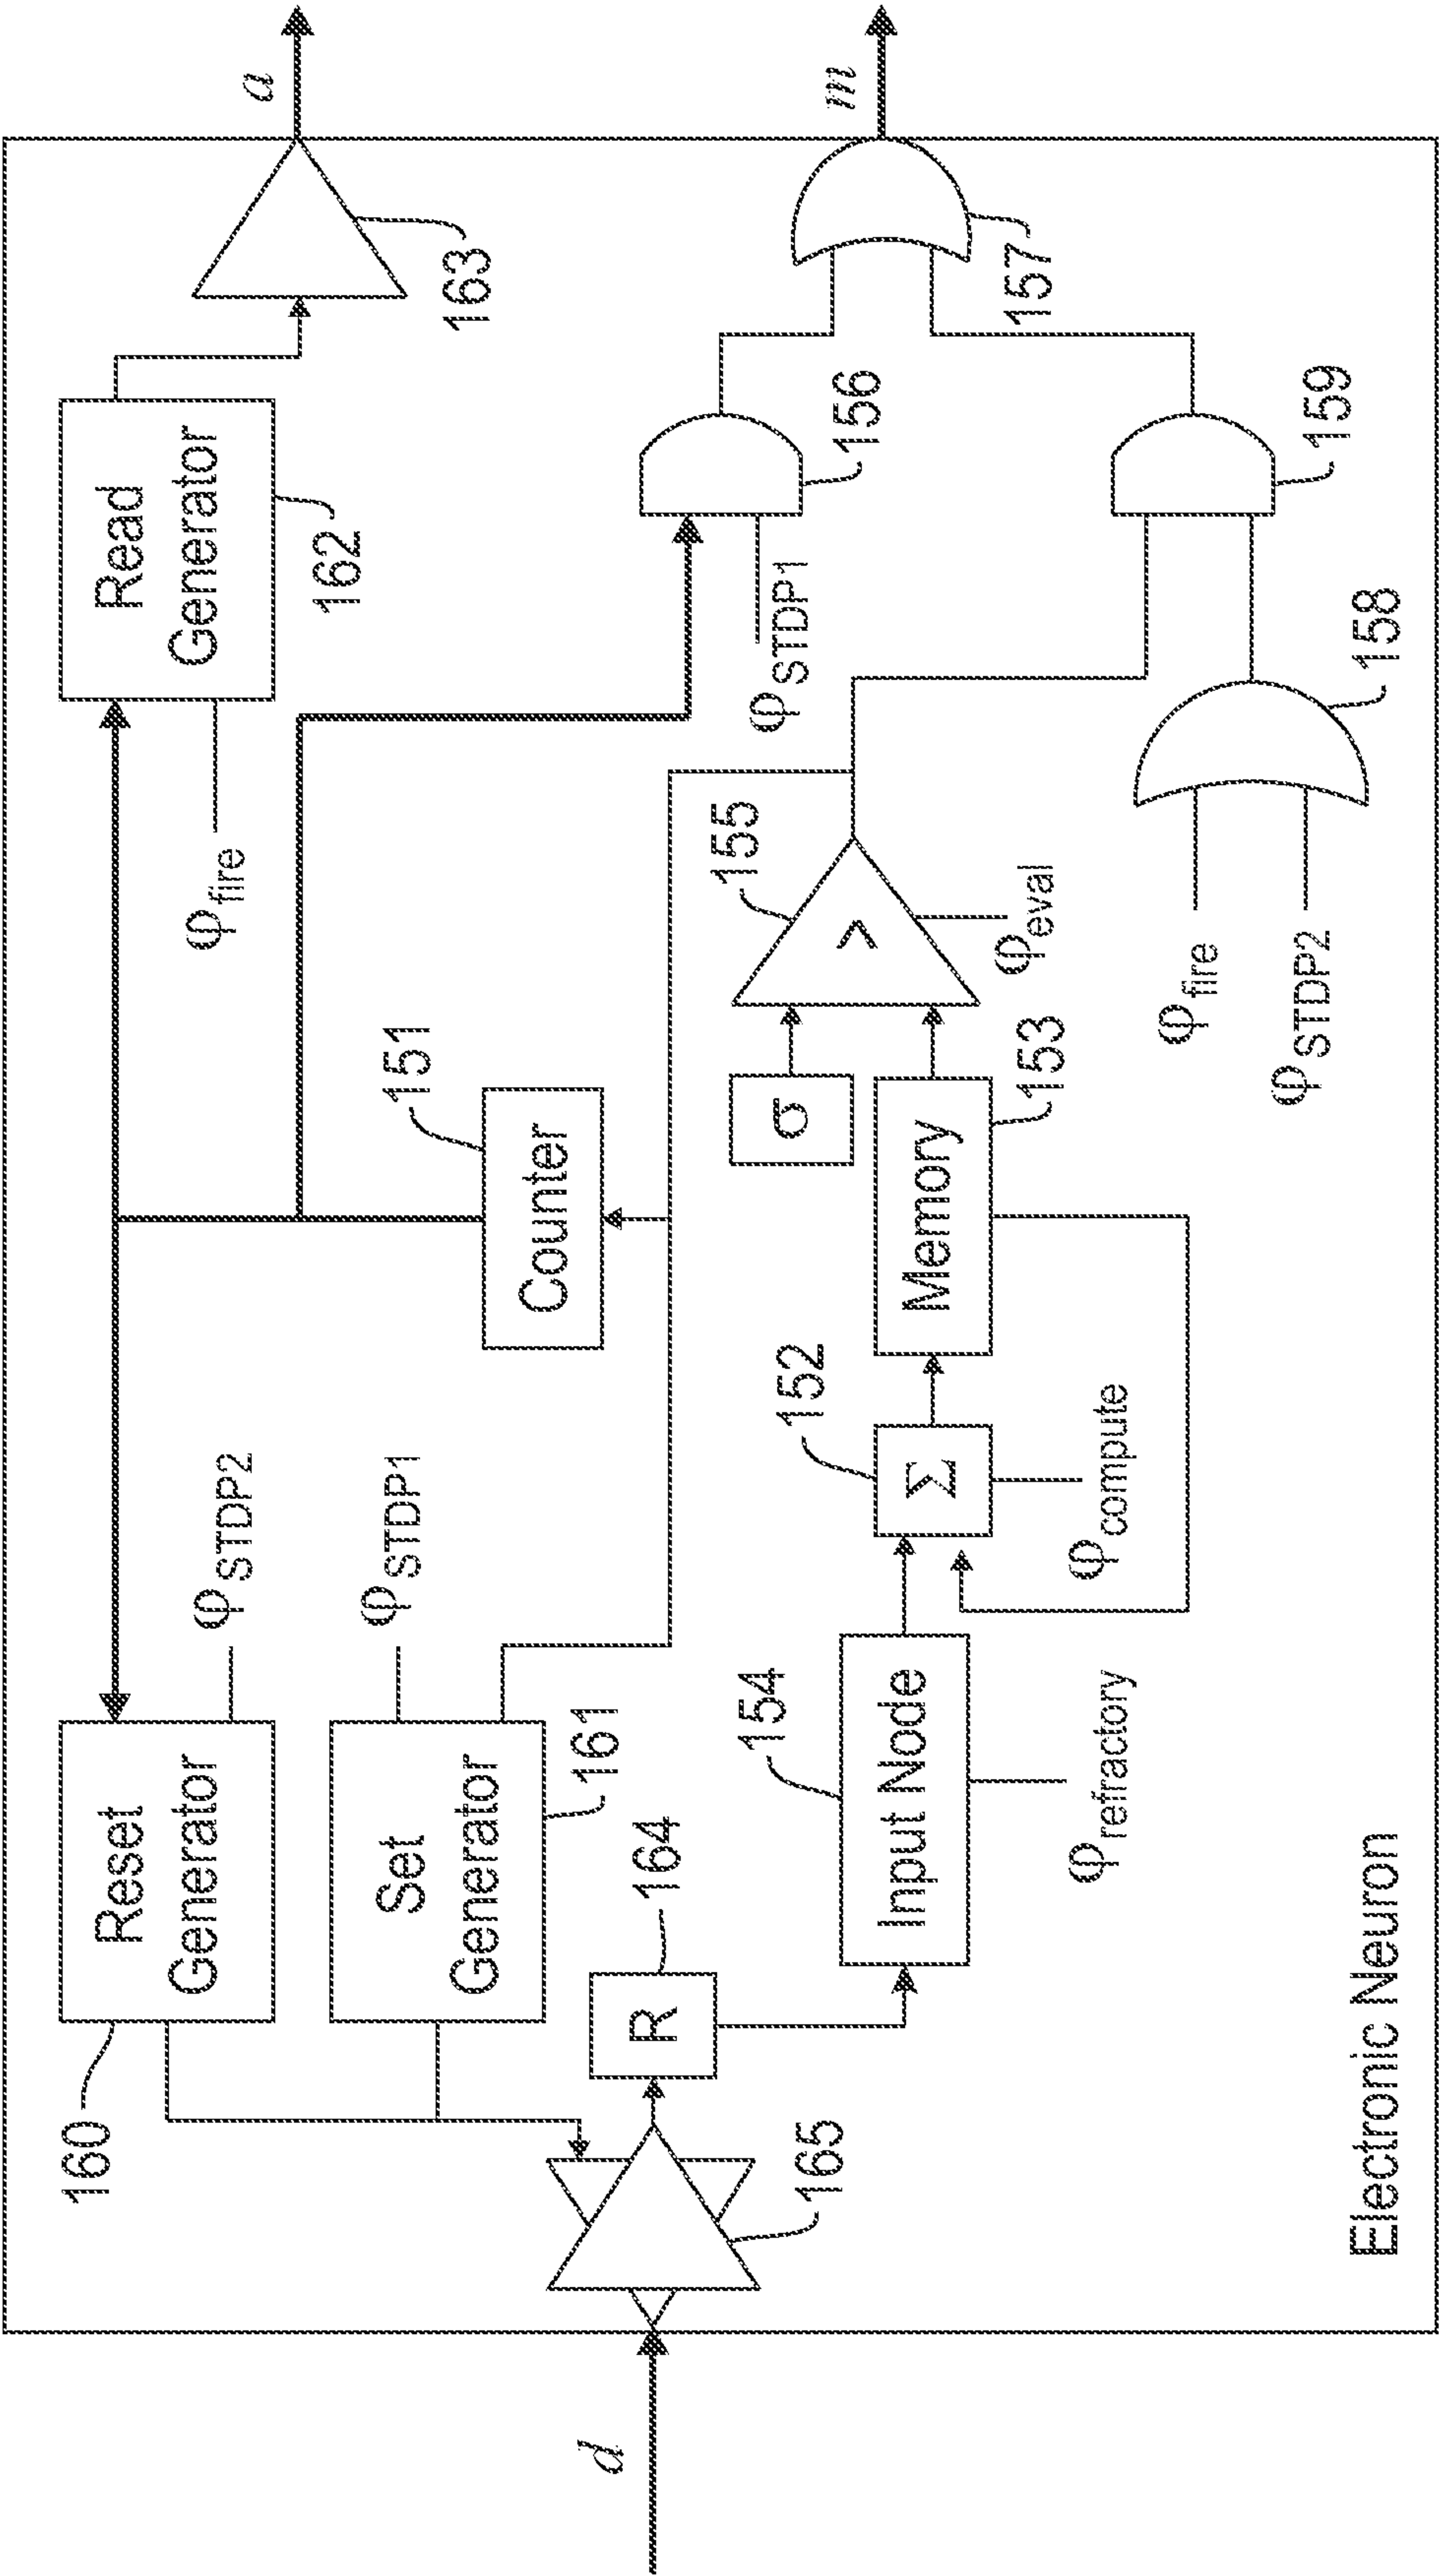 a
m
163
157
Read
Generator
162
φfire
156
φSTDP1
159
158
155
>
φeval
φfire
φSTDP2
151
Counter
σ
Memory
153
152
Σ
φcompute
φSTDP2
φSTDP1
Reset
Generator
160
Set
Generator
161
154
Input Node
φrefractory
164
R
165
d
Electronic Neuron